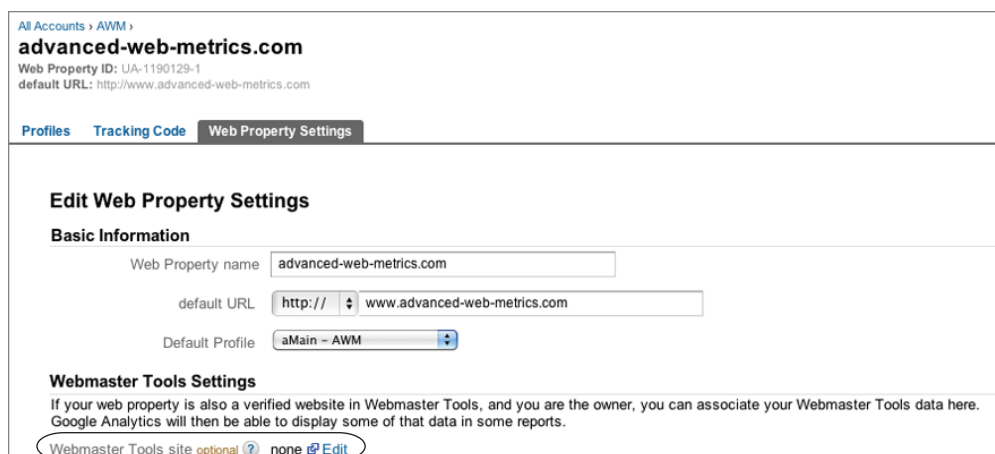 All Accounts › AWM ›
advanced-web-metrics.com
Web Property ID: UA-1190129-1
default URL: http://www.advanced-web-metrics.com
Profiles Tracking Code Web Property Settings
Edit Web Property Settings
Basic Information
Web Property name advanced-web-metrics.com
default URL http:// www.advanced-web-metrics.com
Default Profile aMain – AWM
Webmaster Tools Settings
If your web property is also a verified website in Webmaster Tools, and you are the owner, you can associate your Webmaster Tools data here.
Google Analytics will then be able to display some of that data in some reports.
Webmaster Tools site optional ? none Edit